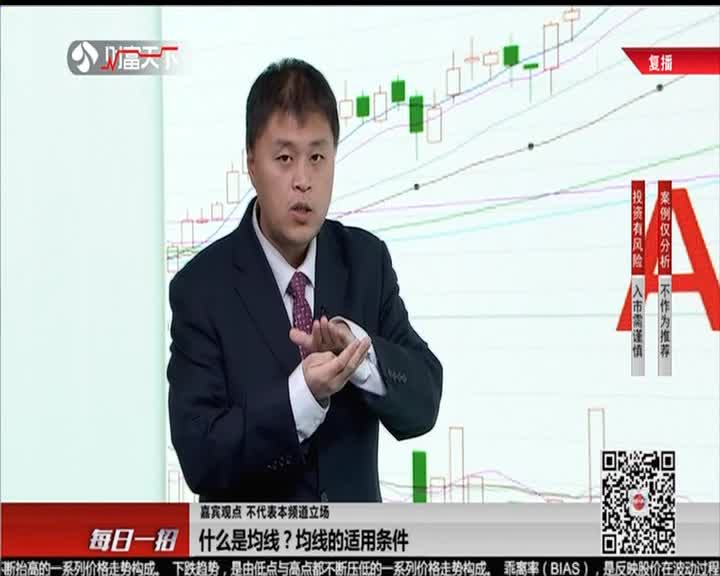 财富天下
复播
案例仅分析 不作为推荐
投资有风险 入市需谨慎
A
嘉宾观点 不代表本频道立场
每日一招
什么是均线？均线的适用条件
不断抬高的一系列价格走势构成。 下跌趋势，是由低点与高点都不断压低的一系列价格走势构成。 乖离率（BIAS），是反映股价在波动过程